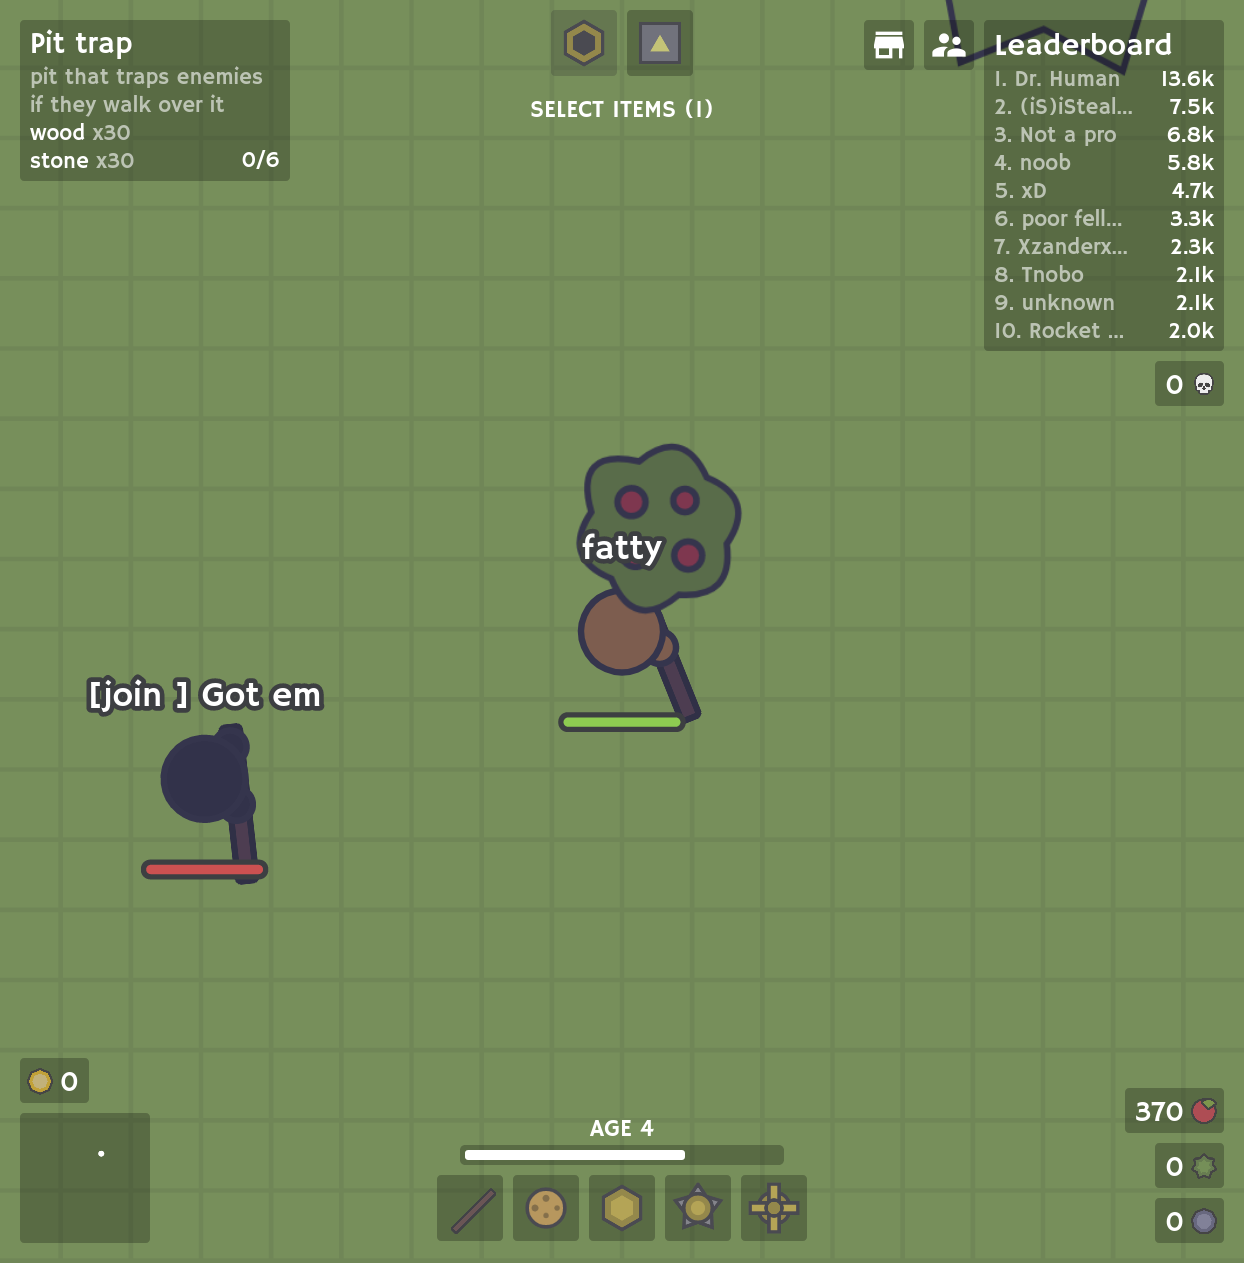 Pit trap
pit that traps enemies
if they walk over it
wood x30
stone x30 0/6
SELECT ITEMS (1)
Leaderboard
1. Dr. Human 13.6k
2. (iS)iSteal... 7.5k
3. Not a pro 6.8k
4. noob 5.8k
5. xD 4.7k
6. poor fell... 3.3k
7. Xzanderx... 2.3k
8. Tnobo 2.1k
9. unknown 2.1k
10. Rocket ... 2.0k
0
fatty
[join ] Got em
0
AGE 4
370
0
0